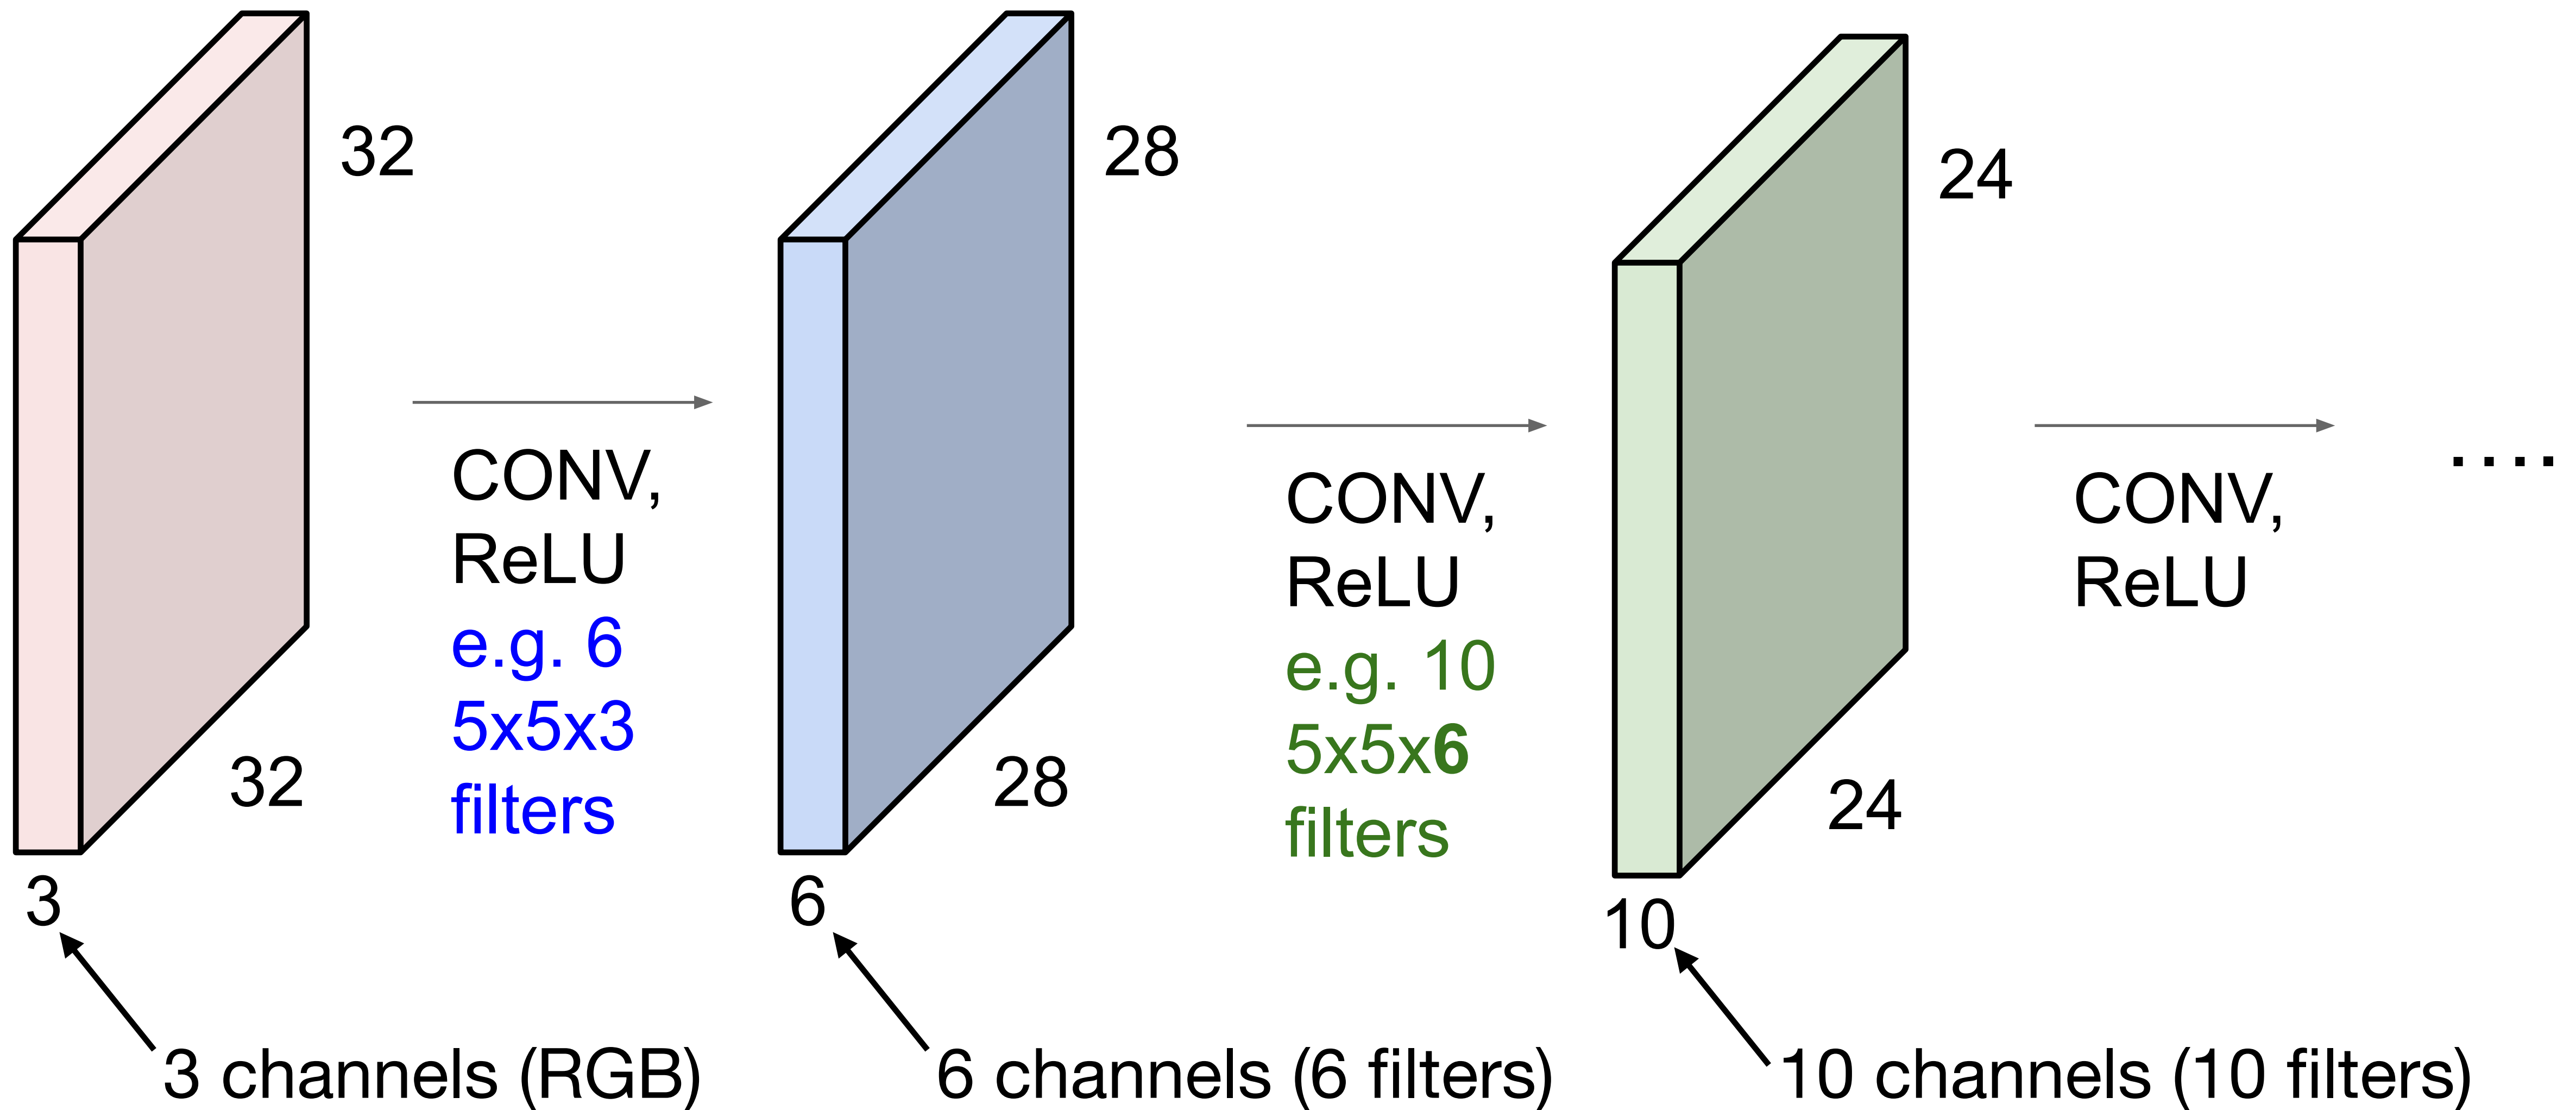 32
32
3
3 channels (RGB)
CONV,
ReLU
e.g. 6
5x5x3
filters
28
28
6
6 channels (6 filters)
CONV,
ReLU
e.g. 10
5x5x6
filters
24
24
10
10 channels (10 filters)
CONV,
ReLU
....